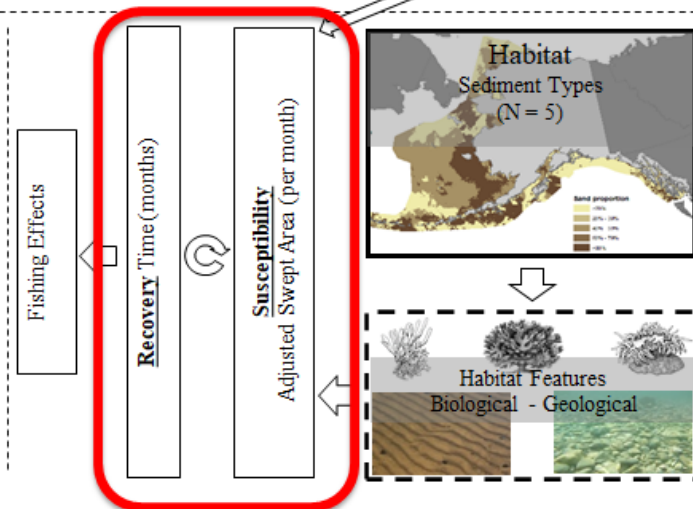 Fishing Effects
Recovery Time (months)
Susceptibility
Adjusted Swept Area (per month)
Habitat
Sediment Types
(N = 5)
Sand proportion
Habitat Features
Biological - Geological